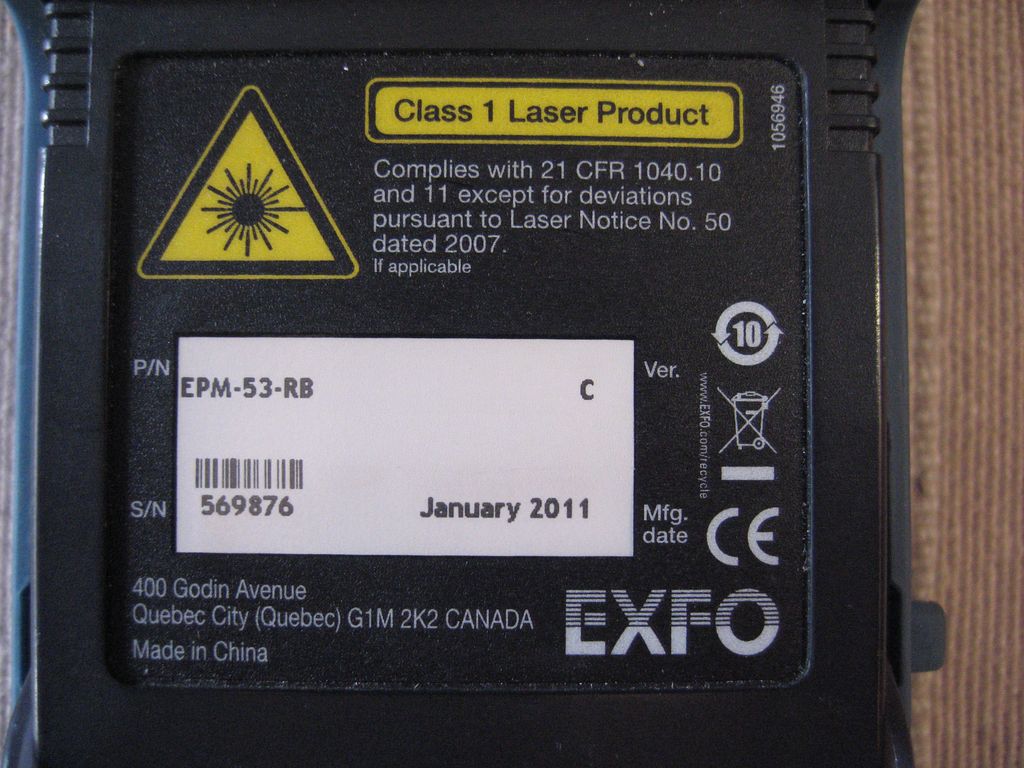 Class 1 Laser Product
1056946
Complies with 21 CFR 1040.10
and 11 except for deviations
pursuant to Laser Notice No. 50
dated 2007.
If applicable
10
P/N
EPM-53-RB
C
Ver.
www.EXFO.com/recycle
S/N
569876
January 2011
Mfg.
date
CE
400 Godin Avenue
Quebec City (Quebec) G1M 2K2 CANADA
Made in China
EXFO